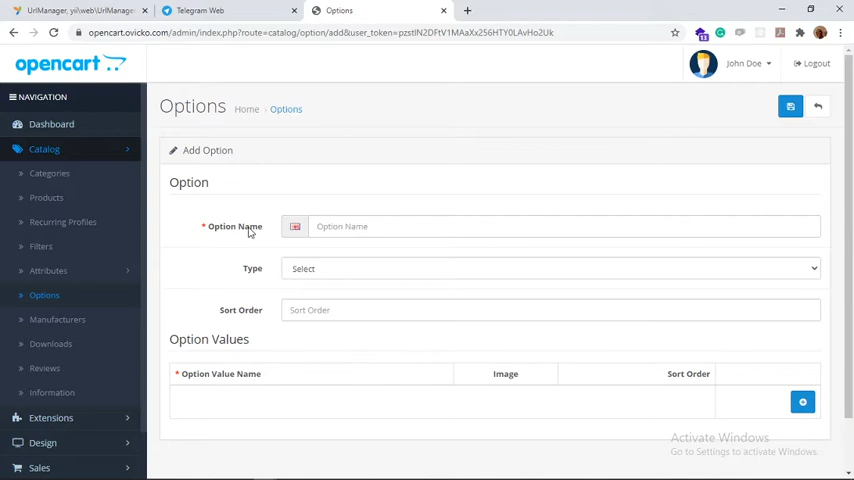 UrlManager, yii\web\UrlManager
Telegram Web
Options
opencart.ovicko.com/admin/index.php?route=catalog/option/add&user_token=pzstlN2DFtV1MAaXx256HTY0LAvHo2Uk
13
opencart
John Doe
Logout
NAVIGATION
Dashboard
Catalog
Categories
Products
Recurring Profiles
Filters
Attributes
Options
Manufacturers
Downloads
Reviews
Information
Extensions
Design
Sales
Options
Home
Options
Add Option
Option
* Option Name
Option Name
Type
Select
Sort Order
Sort Order
Option Values
* Option Value Name
Image
Sort Order
Activate Windows
Go to Settings to activate Windows.